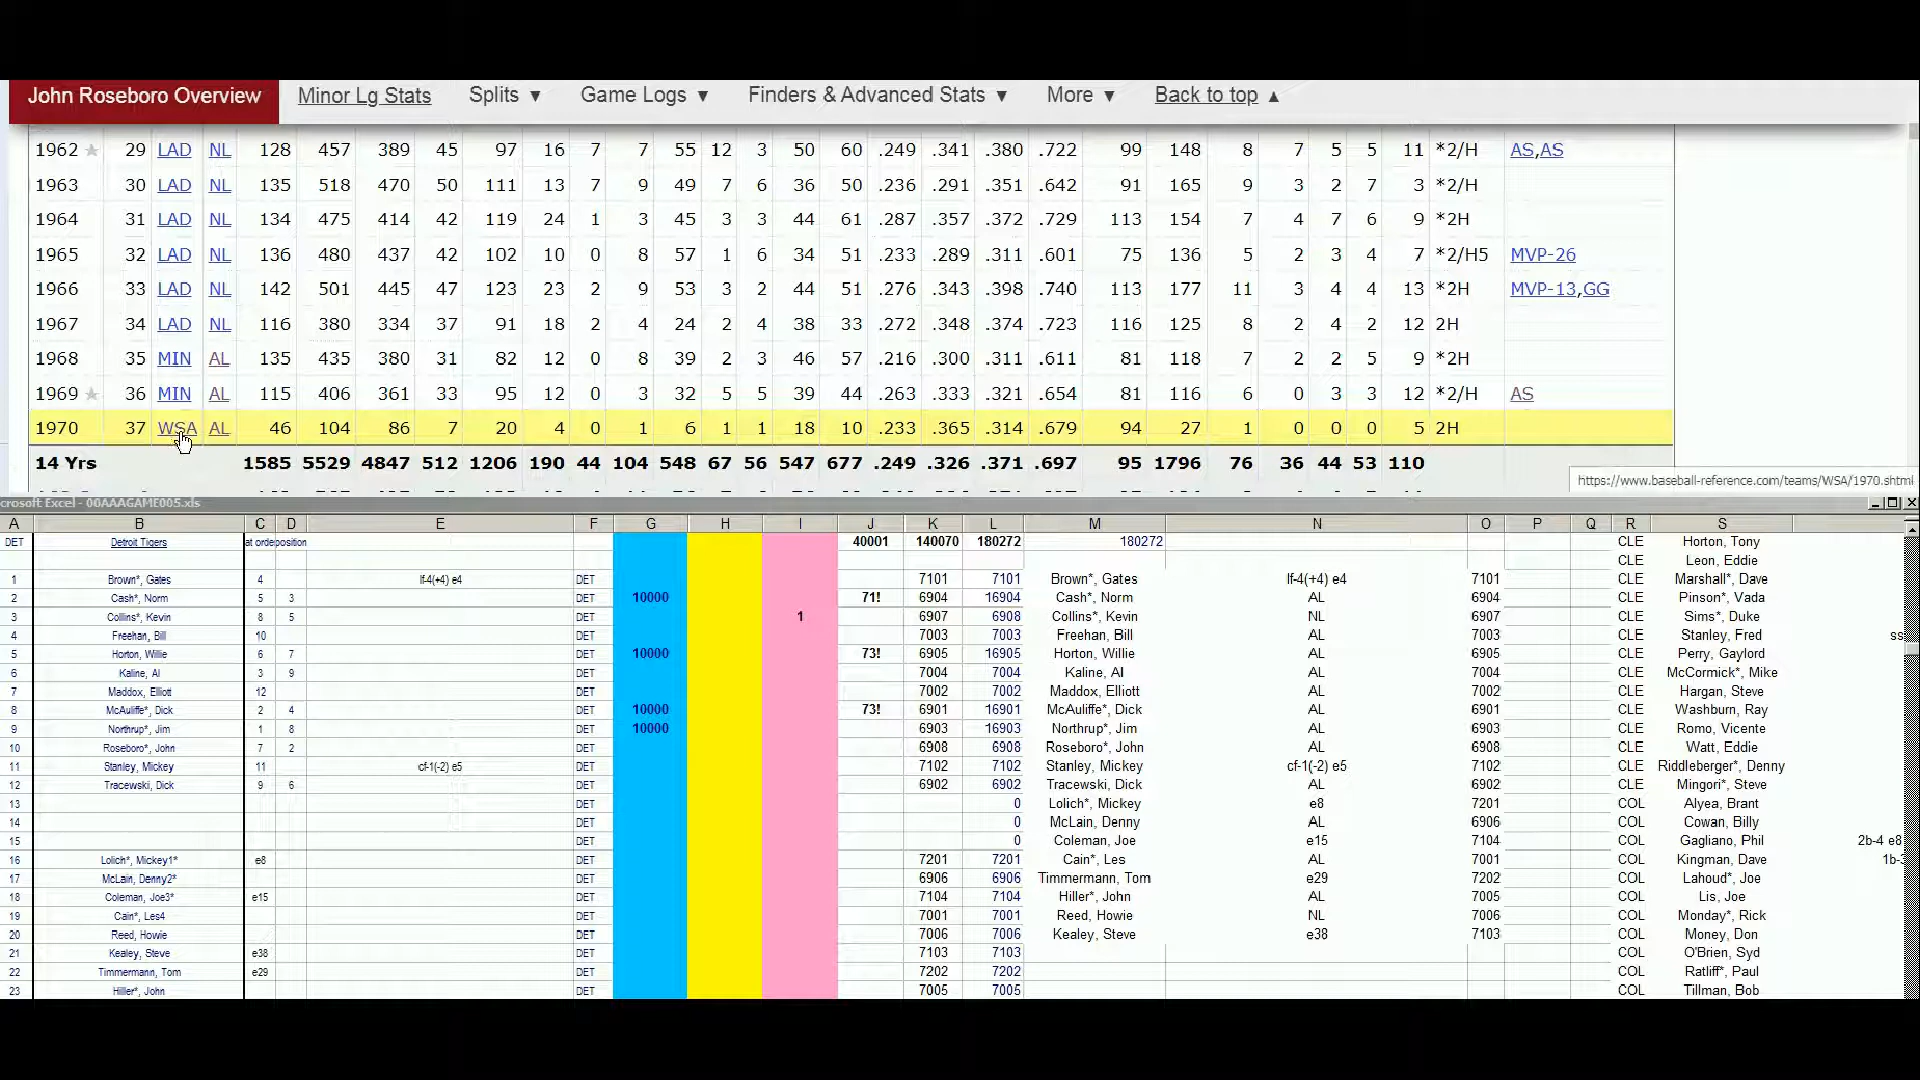 John Roseboro Overview Minor Lg Stats Splits ▼ Game Logs ▼ Finders & Advanced Stats ▼ More ▼ Back to top ▲
1962 ★ 29 LAD NL 128 457 389 45 97 16 7 7 55 12 3 50 60 .249 .341 .380 .722 99 148 8 7 5 5 11 *2/H AS,AS
1963 30 LAD NL 135 518 470 50 111 13 7 9 49 7 6 36 50 .236 .291 .351 .642 91 165 9 3 2 7 3 *2/H
1964 31 LAD NL 134 475 414 42 119 24 1 3 45 3 3 44 61 .287 .357 .372 .729 113 154 7 4 7 6 9 *2H
1965 32 LAD NL 136 480 437 42 102 10 0 8 57 1 6 34 51 .233 .289 .311 .601 75 136 5 2 3 4 7 *2/H5 MVP-26
1966 33 LAD NL 142 501 445 47 123 23 2 9 53 3 2 44 51 .276 .343 .398 .740 113 177 11 3 4 4 13 *2H MVP-13,GG
1967 34 LAD NL 116 380 334 37 91 18 2 4 24 2 4 38 33 .272 .348 .374 .723 116 125 8 2 4 2 12 2H
1968 35 MIN AL 135 435 380 31 82 12 0 8 39 2 3 46 57 .216 .300 .311 .611 81 118 7 2 2 5 9 *2H
1969 ★ 36 MIN AL 115 406 361 33 95 12 0 3 32 5 5 39 44 .263 .333 .321 .654 81 116 6 0 3 3 12 *2/H AS
1970 37 WSA AL 46 104 86 7 20 4 0 1 6 1 1 18 10 .233 .365 .314 .679 94 27 1 0 0 0 5 2H
14 Yrs 1585 5529 4847 512 1206 190 44 104 548 67 56 547 677 .249 .326 .371 .697 95 1796 76 36 44 53 110
https://www.baseball-reference.com/teams/WSA/1970.shtml
crosoft Excel - 00AAAGAME005.xls
A B C D E F G H I J K L M N O P Q R S
DET Detroit Tigers at orde position 40001 140070 180272 180272 CLE Horton, Tony
CLE Leon, Eddie
1 Brown*, Gates 4 lf-4(+4) e4 DET 7101 7101 Brown*, Gates lf-4(+4) e4 7101 CLE Marshall*, Dave
2 Cash*, Norm 5 3 DET 10000 71! 6904 16904 Cash*, Norm AL 6904 CLE Pinson*, Vada
3 Collins*, Kevin 8 5 DET 1 6907 6908 Collins*, Kevin NL 6907 CLE Sims*, Duke
4 Freehan, Bill 10 DET 7003 7003 Freehan, Bill AL 7003 CLE Stanley, Fred ss
5 Horton, Willie 6 7 DET 10000 73! 6905 16905 Horton, Willie AL 6905 CLE Perry, Gaylord
6 Kaline, Al 3 9 DET 7004 7004 Kaline, Al AL 7004 CLE McCormick*, Mike
7 Maddox, Elliott 12 DET 7002 7002 Maddox, Elliott AL 7002 CLE Hargan, Steve
8 McAuliffe*, Dick 2 4 DET 10000 73! 6901 16901 McAuliffe*, Dick AL 6901 CLE Washburn, Ray
9 Northrup*, Jim 1 8 DET 10000 6903 16903 Northrup*, Jim AL 6903 CLE Romo, Vicente
10 Roseboro*, John 7 2 DET 6908 6908 Roseboro*, John AL 6908 CLE Watt, Eddie
11 Stanley, Mickey 11 cf-1(-2) e5 DET 7102 7102 Stanley, Mickey cf-1(-2) e5 7102 CLE Riddleberger*, Denny
12 Tracewski, Dick 9 6 DET 6902 6902 Tracewski, Dick AL 6902 CLE Mingori*, Steve
13 DET 0 Lolich*, Mickey e8 7201 COL Alyea, Brant
14 DET 0 McLain, Denny AL 6906 COL Cowan, Billy
15 DET 0 Coleman, Joe e15 7104 COL Gagliano, Phil 2b-4 e8
16 Lolich*, Mickey1* e8 DET 7201 7201 Cain*, Les AL 7001 COL Kingman, Dave 1b-3
17 McLain, Denny2* DET 6906 6906 Timmermann, Tom e29 7202 COL Lahoud*, Joe
18 Coleman, Joe3* e15 DET 7104 7104 Hiller*, John AL 7005 COL Lis, Joe
19 Cain*, Les4 DET 7001 7001 Reed, Howie NL 7006 COL Monday*, Rick
20 Reed, Howie DET 7006 7006 Kealey, Steve e38 7103 COL Money, Don
21 Kealey, Steve e38 DET 7103 7103 COL O'Brien, Syd
22 Timmermann, Tom e29 DET 7202 7202 COL Ratliff*, Paul
23 Hiller*, John DET 7005 7005 COL Tillman, Bob